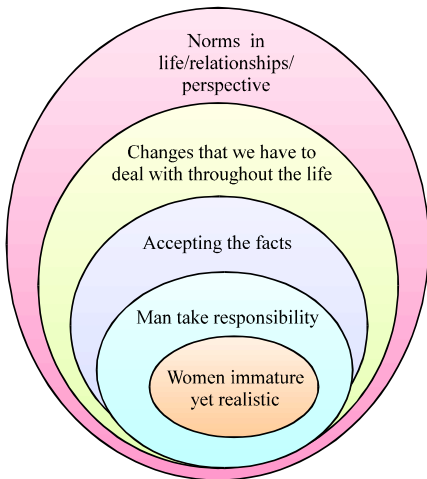 Norms in
life/relationships/
perspective
Changes that we have to
deal with throughout the life
Accepting the facts
Man take responsibility
Women immature
yet realistic